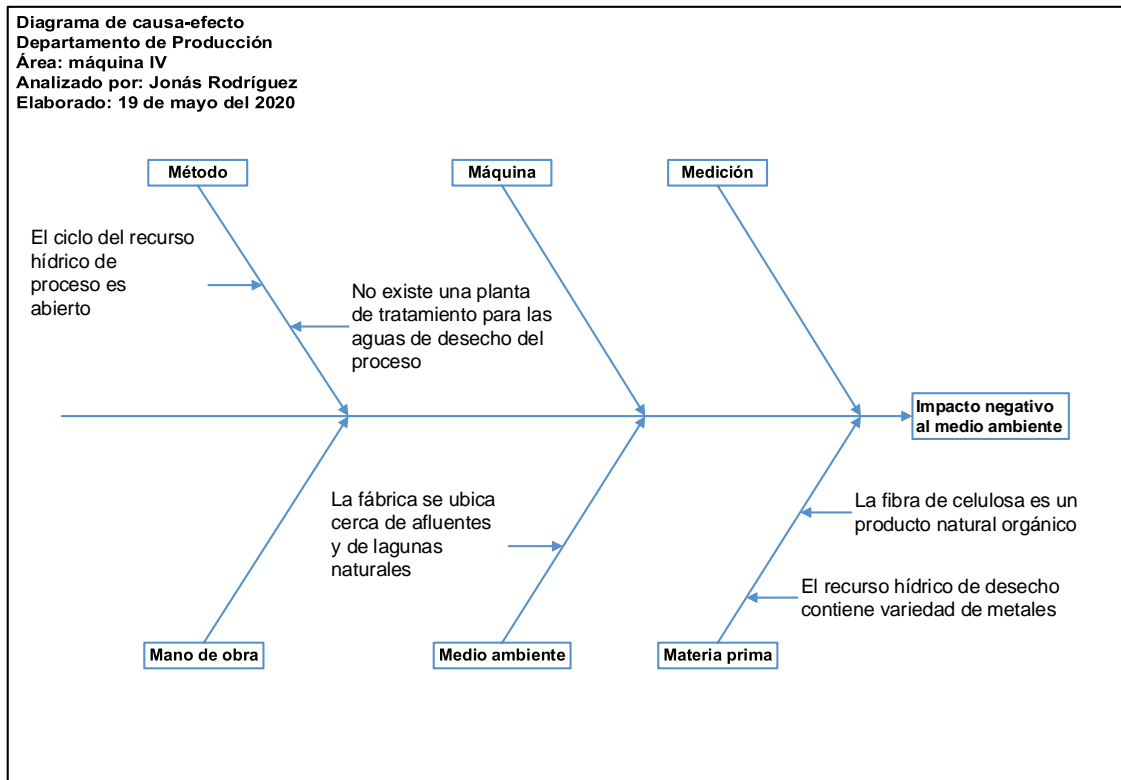 Diagrama de causa-efecto
Departamento de Producción
Área: máquina IV
Analizado por: Jonás Rodríguez
Elaborado: 19 de mayo del 2020
Método
Máquina
Medición
El ciclo del recurso
hídrico de
proceso es
abierto
No existe una planta
de tratamiento para las
aguas de desecho del
proceso
Impacto negativo
al medio ambiente
La fábrica se ubica
cerca de afluentes
y de lagunas
naturales
La fibra de celulosa es un
producto natural orgánico
El recurso hídrico de desecho
contiene variedad de metales
Mano de obra
Medio ambiente
Materia prima